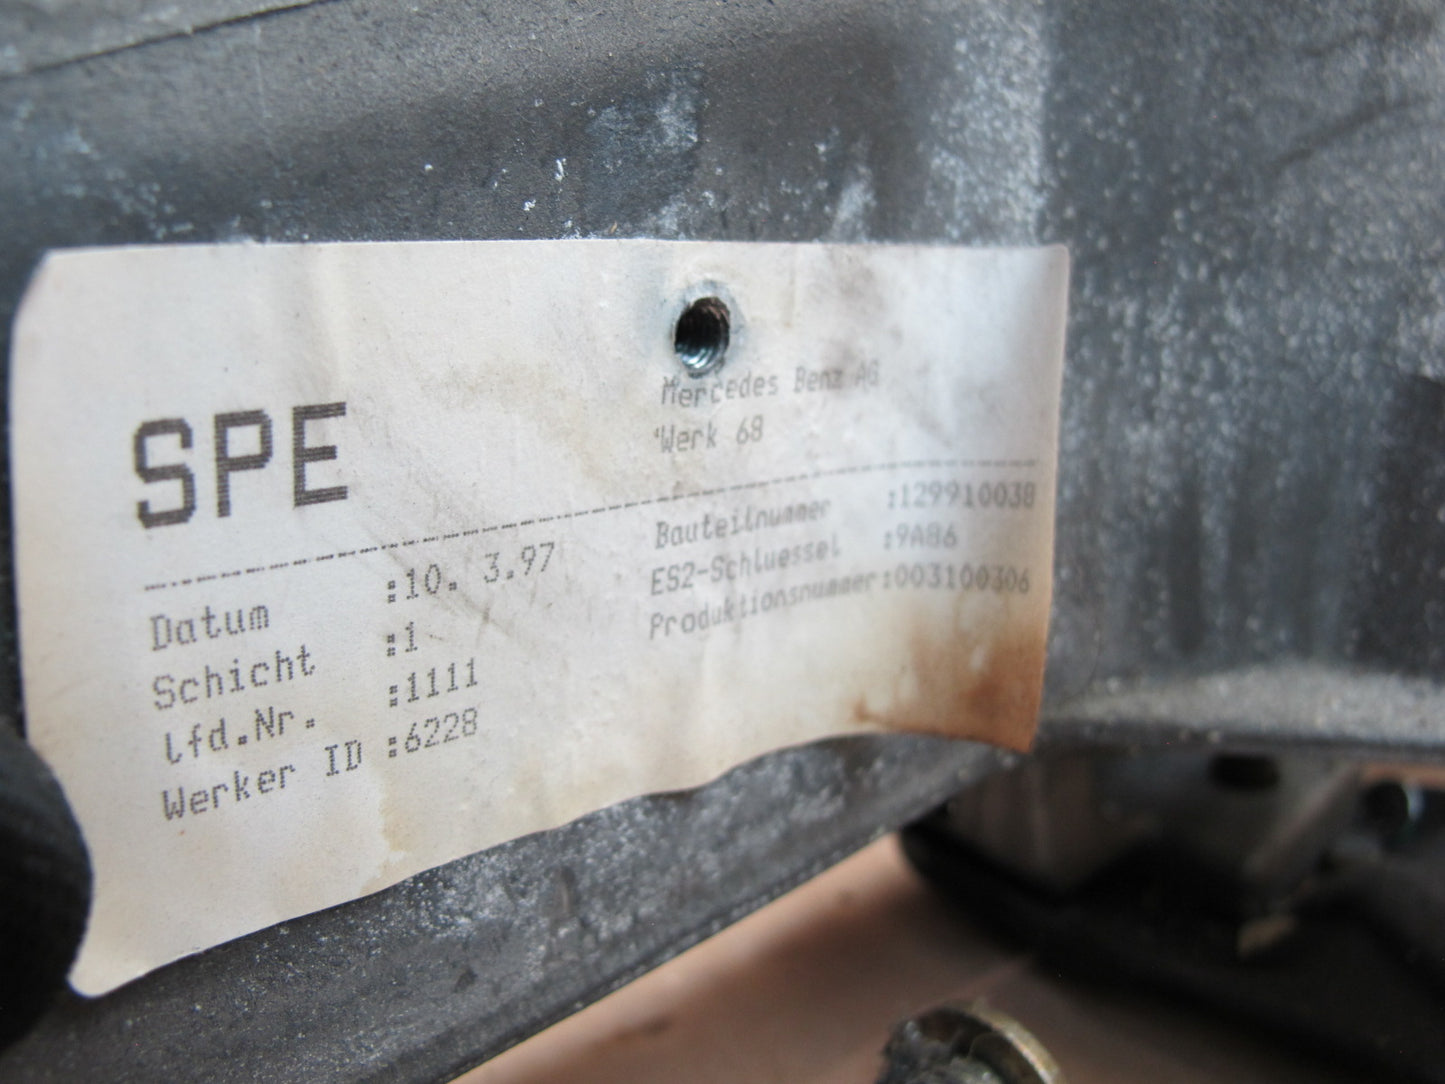 SPE
Mercedes Benz AG
Werk 68
Datum :10. 3.97
Schicht :1
lfd.Nr. :1111
Werker ID :6228
Bauteilnummer :129910038
ES2-Schluessel :9A86
Produktionsnummer:003100306